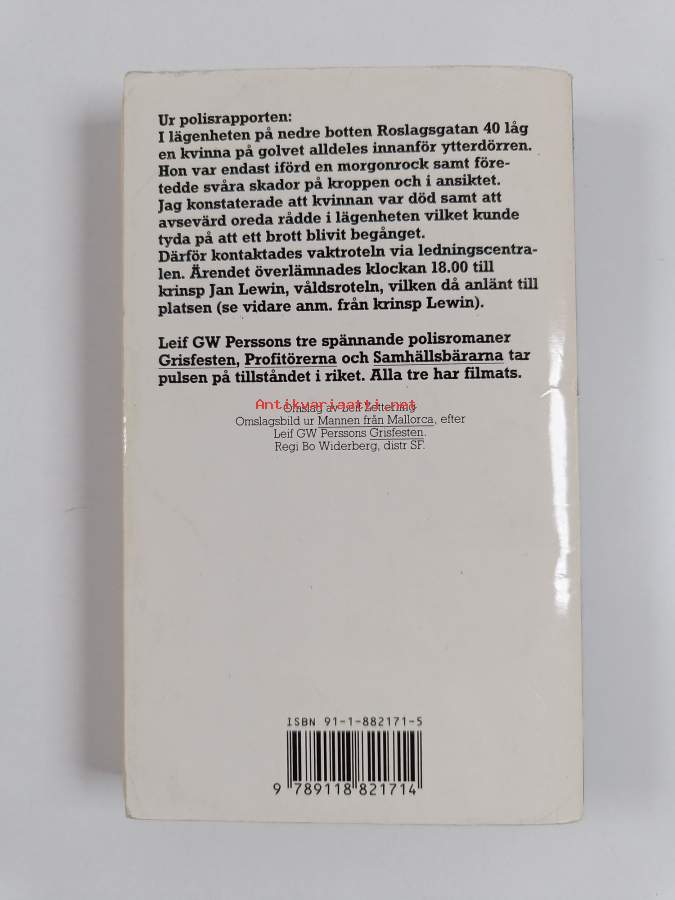 Ur polisrapporten:
I lägenheten på nedre botten Roslagsgatan 40 låg
en kvinna på golvet alldeles innanför ytterdörren.
Hon var endast iförd en morgonrock samt före-
tedde svåra skador på kroppen och i ansiktet.
Jag konstaterade att kvinnan var död samt att
avsevärd oreda rådde i lägenheten vilket kunde
tyda på att ett brott blivit begånget.
Därför kontaktades vaktroteln via ledningscentra-
len. Ärendet överlämnades klockan 18.00 till
krinsp Jan Lewin, våldsroteln, vilken då anlänt till
platsen (se vidare anm. från krinsp Lewin).
Leif GW Perssons tre spännande polisromaner
Grisfesten, Profitörerna och Samhällsbärarna tar
pulsen på tillståndet i riket. Alla tre har filmats.
Antikvariaatti.net
Omslag av Leif
Omslagsbild ur Mannen från Mallorca, efter
Leif GW Perssons Grisfesten.
Regi Bo Widerberg, distr SF.
ISBN 91-1-882171-5
9 789118 821714